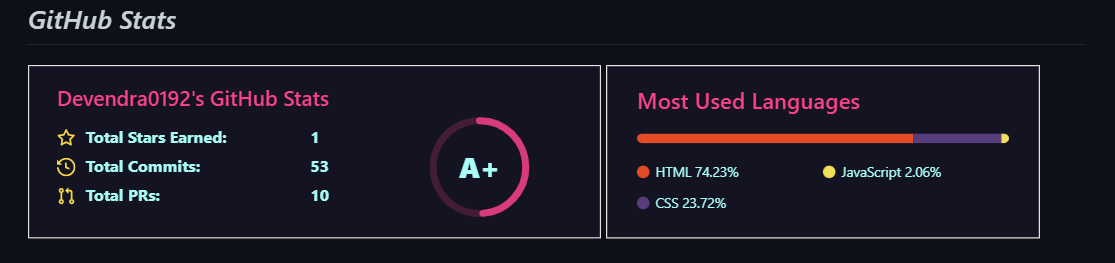 GitHub Stats
Devendra0192's GitHub Stats
Total Stars Earned: 1
Total Commits: 53
Total PRs: 10
A+
Most Used Languages
HTML 74.23%
JavaScript 2.06%
CSS 23.72%